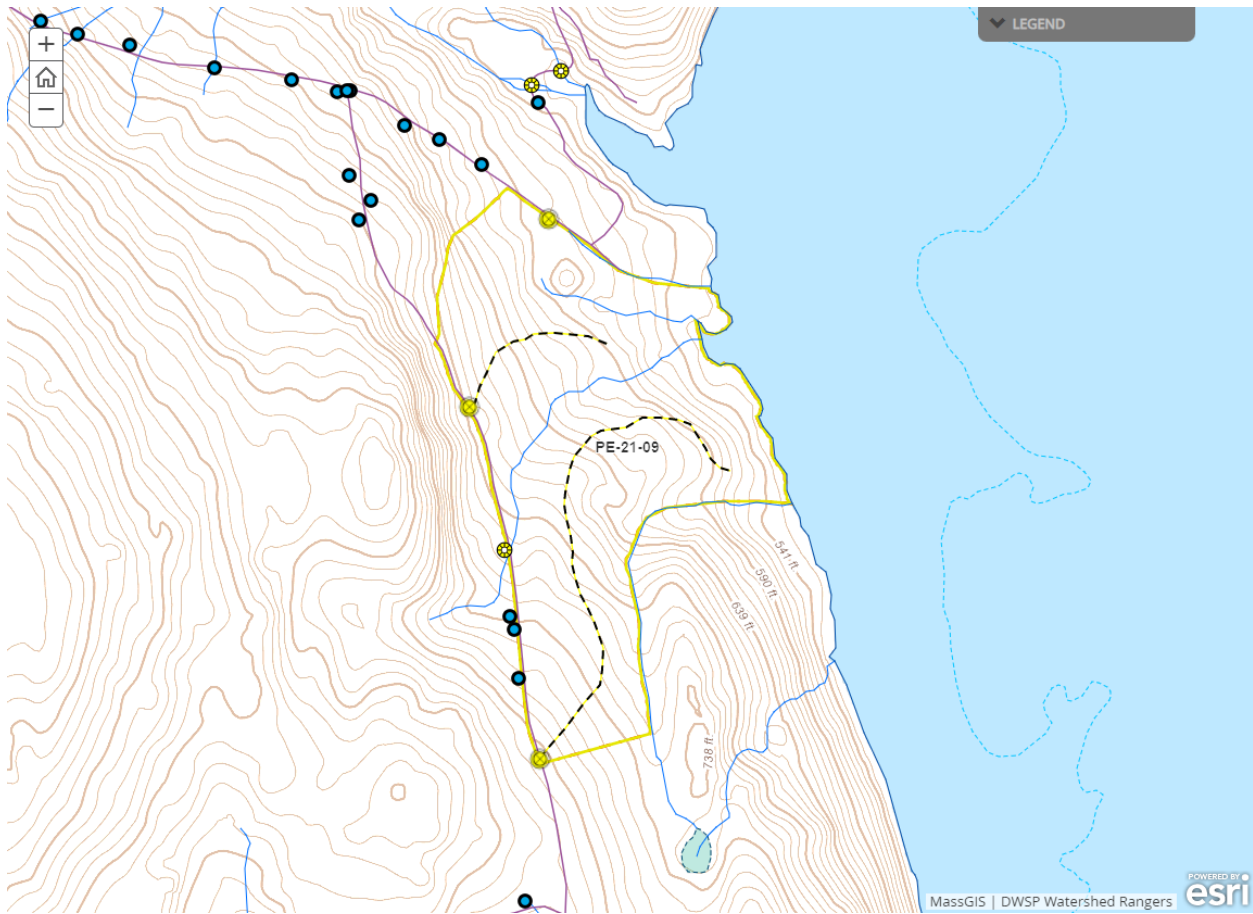 +
LEGEND
−
PE-21-09
541 ft
590 ft
639 ft
738 ft
MassGIS | DWSP Watershed Rangers
POWERED BY
esri